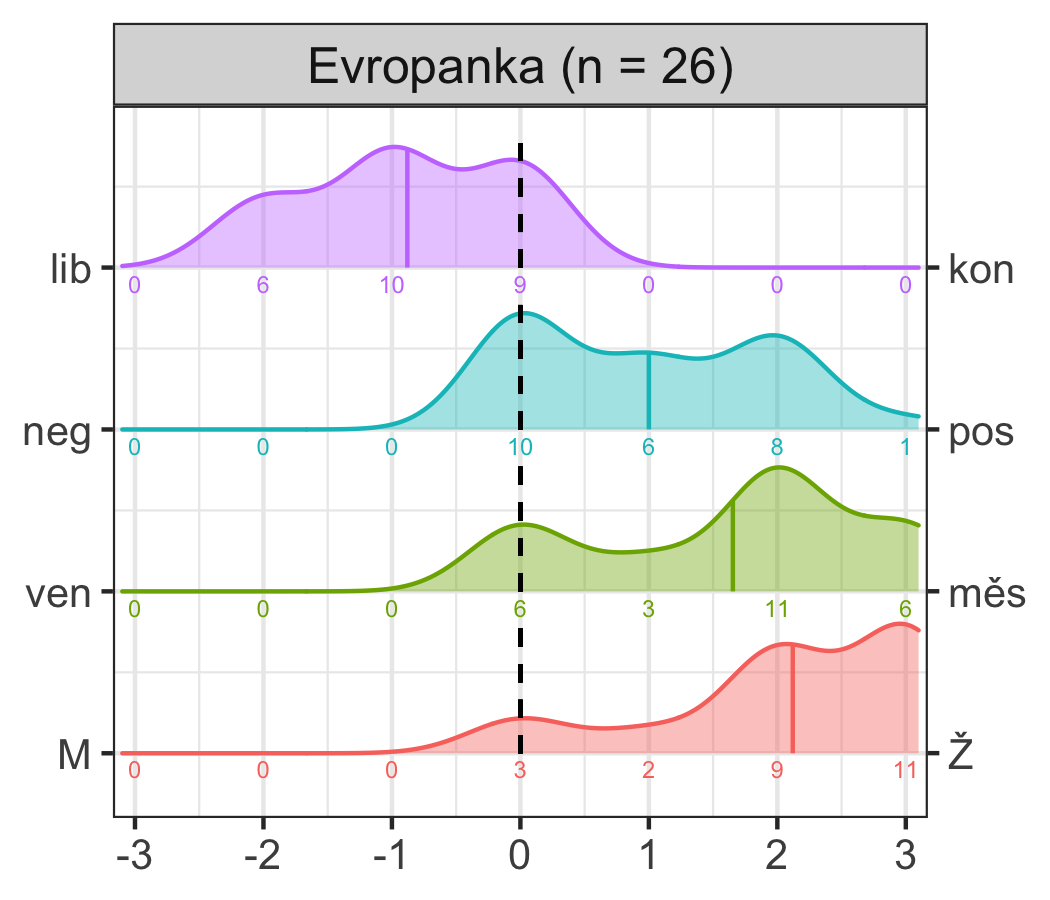 Evropanka (n = 26)
lib kon
0 6 10 9 0 0 0
neg pos
0 0 0 10 6 8 1
ven měs
0 0 0 6 3 11 6
M Ž
0 0 0 3 2 9 11
-3 -2 -1 0 1 2 3